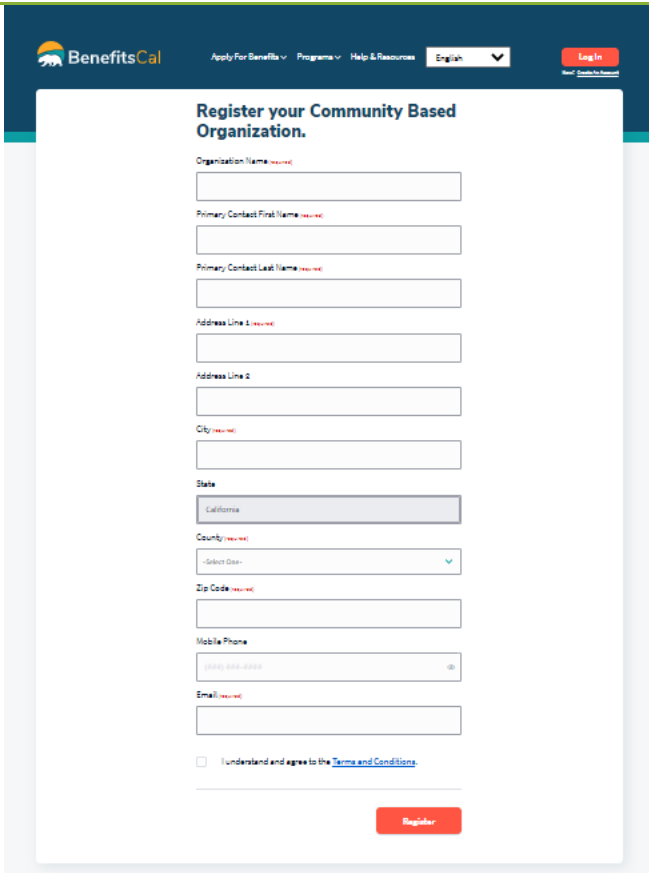 BenefitsCal
Apply For Benefits Programs Help & Resources English Log In
New? Create An Account
Register your Community Based
Organization.
Organization Name (required)
Primary Contact First Name (required)
Primary Contact Last Name (required)
Address Line 1 (required)
Address Line 2
City (required)
State
California
County (required)
-Select One-
Zip Code (required)
Mobile Phone
(###) ###-####
Email (required)
I understand and agree to the Terms and Conditions.
Register